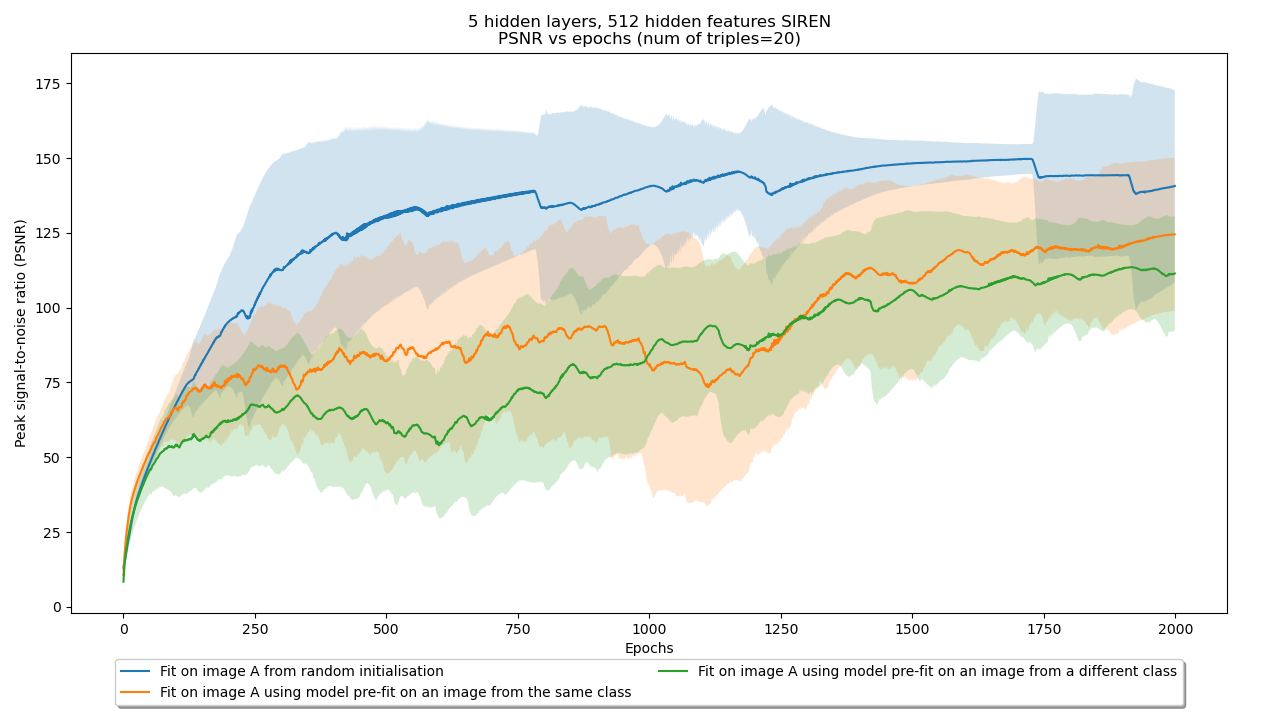 5 hidden layers, 512 hidden features SIREN
PSNR vs epochs (num of triples=20)
Peak signal-to-noise ratio (PSNR)
175
150
125
100
75
50
25
0
0 250 500 750 1000 1250 1500 1750 2000
Epochs
Fit on image A from random initialisation
Fit on image A using model pre-fit on an image from the same class
Fit on image A using model pre-fit on an image from a different class